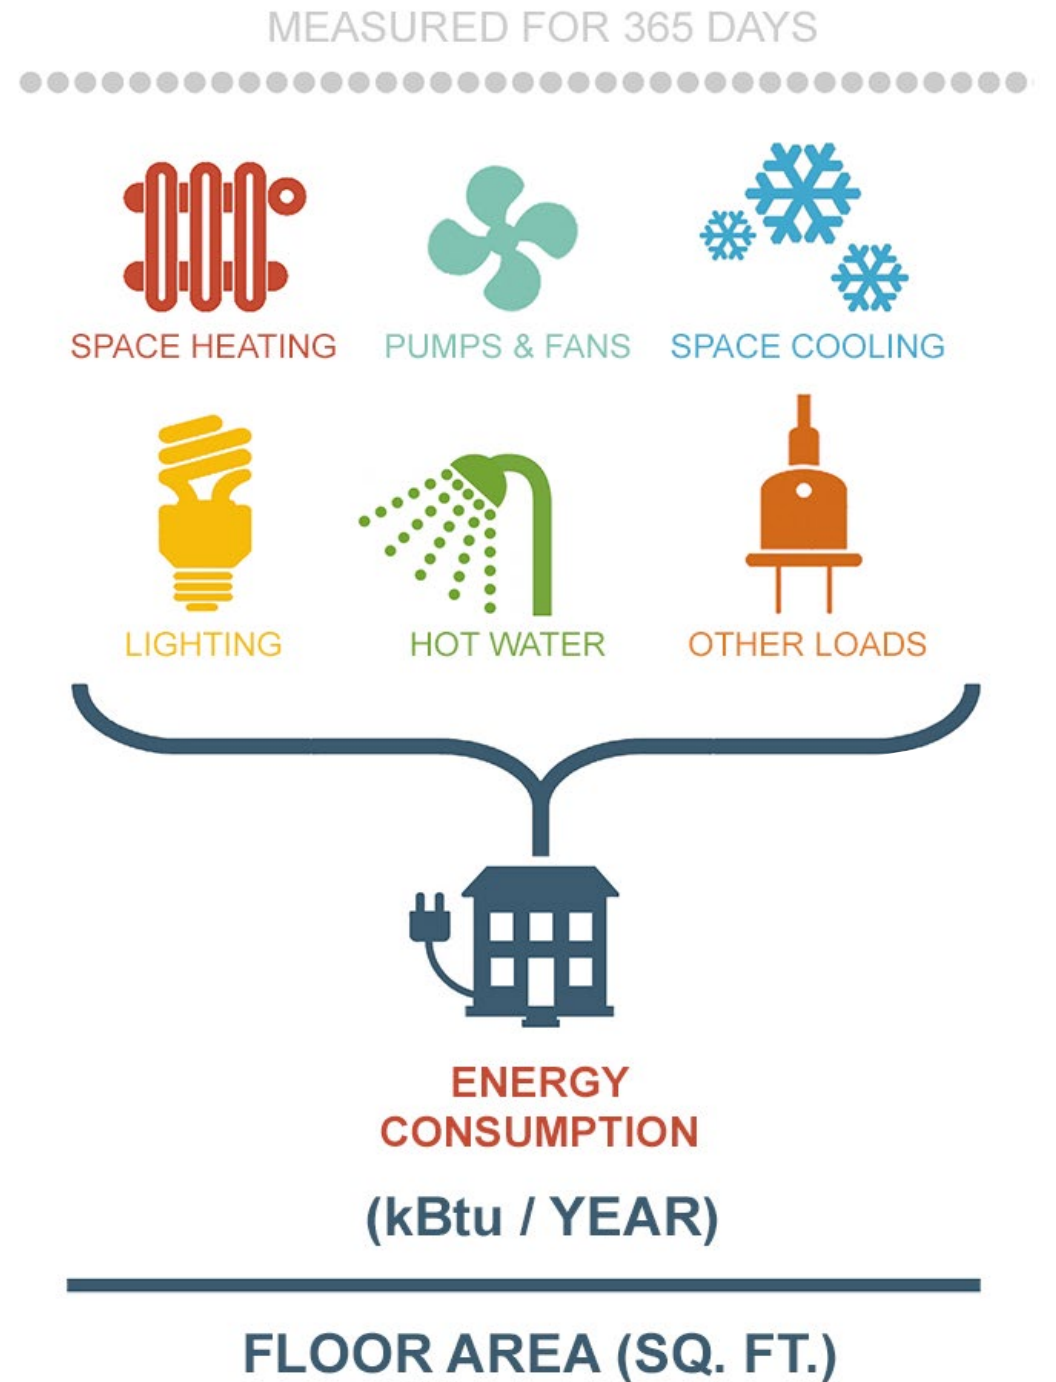 MEASURED FOR 365 DAYS
SPACE HEATING
PUMPS & FANS
SPACE COOLING
LIGHTING
HOT WATER
OTHER LOADS
ENERGY
CONSUMPTION
(kBtu / YEAR)
FLOOR AREA (SQ. FT.)